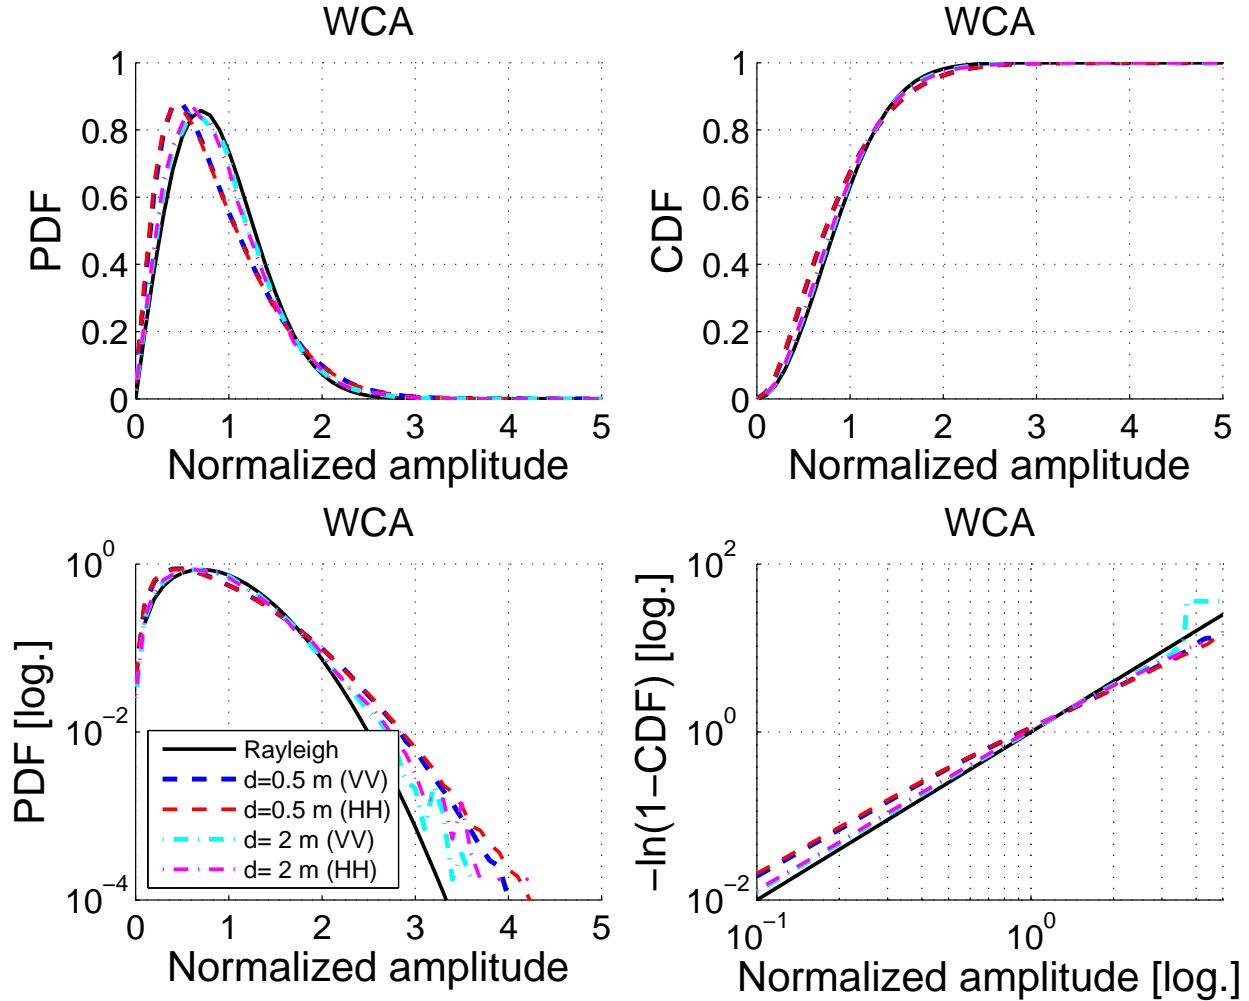 WCA
PDF
1
0.8
0.6
0.4
0.2
0
0 1 2 3 4 5
Normalized amplitude
WCA
CDF
1
0.8
0.6
0.4
0.2
0
0 1 2 3 4 5
Normalized amplitude
WCA
PDF [log.]
10^0
10^−2
10^−4
Rayleigh
d=0.5 m (VV)
d=0.5 m (HH)
d= 2 m (VV)
d= 2 m (HH)
0 1 2 3 4 5
Normalized amplitude
WCA
−ln(1−CDF) [log.]
10^2
10^0
10^−2
10^−1 10^0
Normalized amplitude [log.]